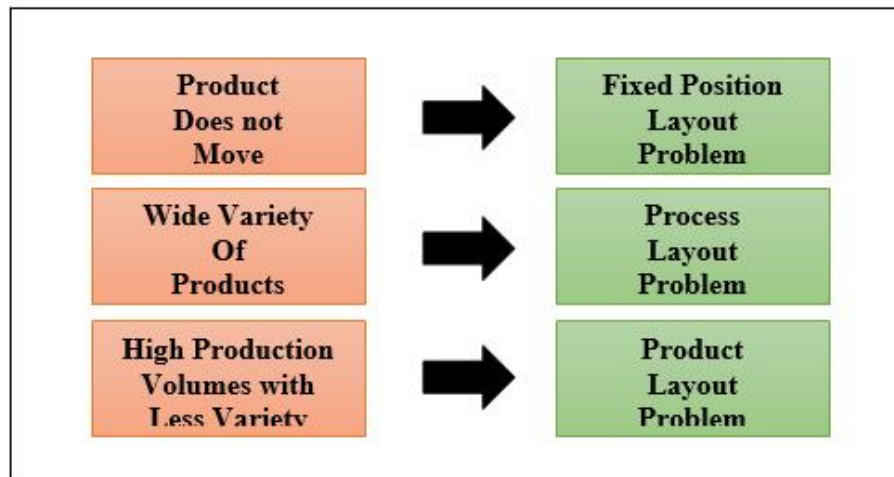 Product
Does not
Move
Fixed Position
Layout
Problem
Wide Variety
Of
Products
Process
Layout
Problem
High Production
Volumes with
Less Variety
Product
Layout
Problem